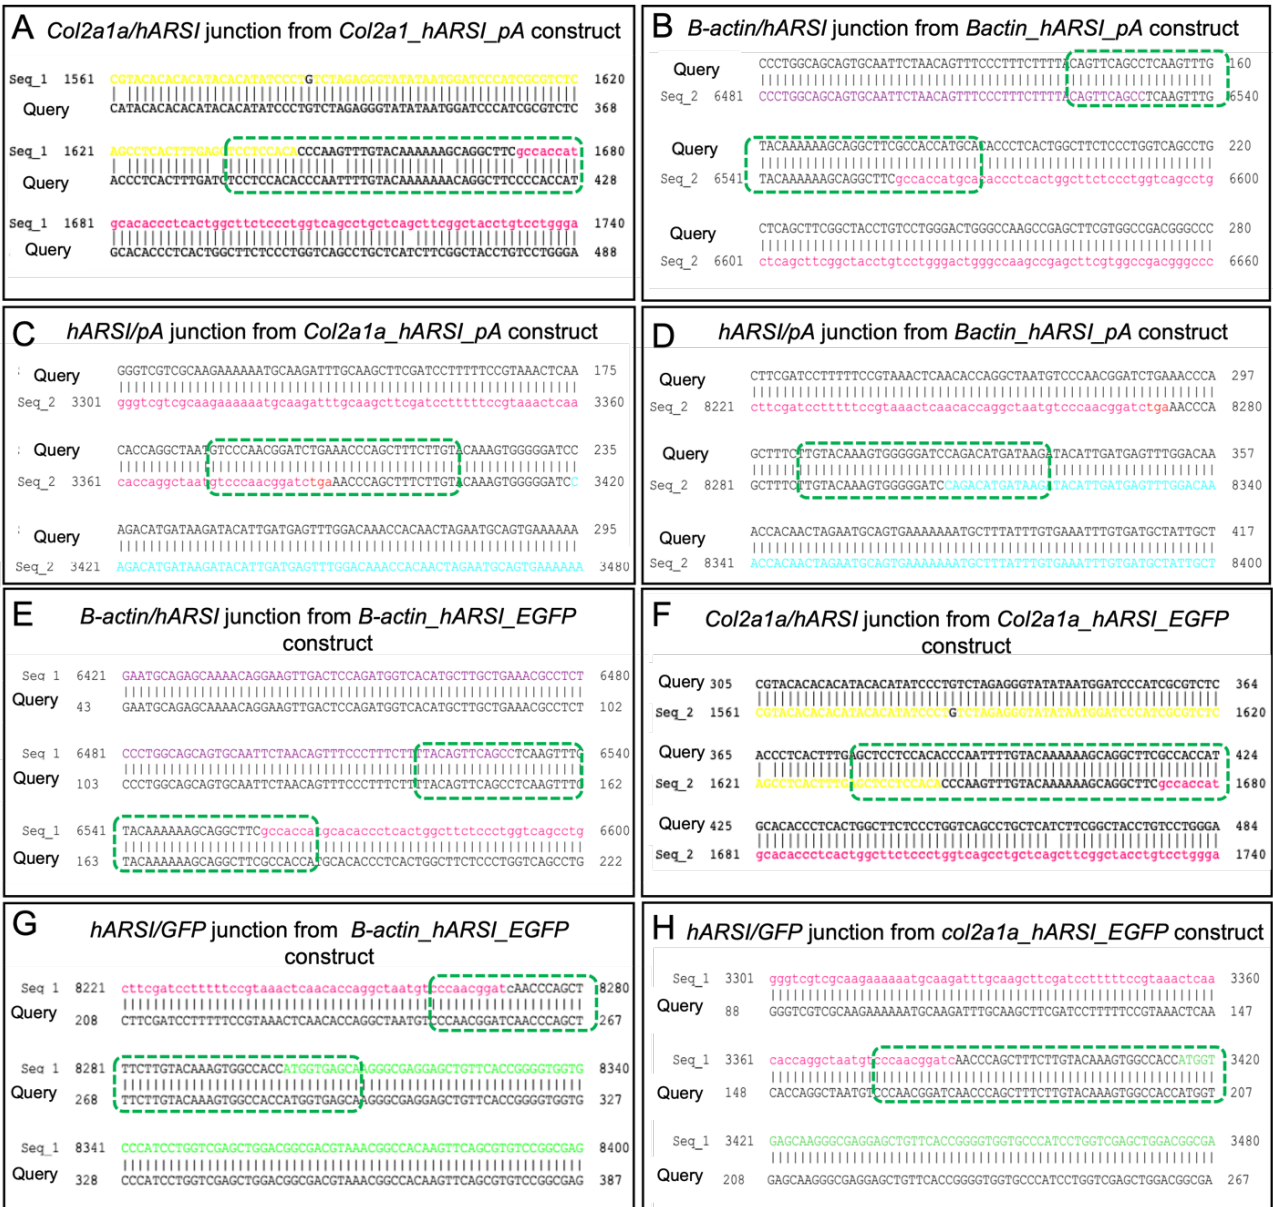 A Col2a1a/hARSI junction from Col2a1_hARSI_pA construct
Seq_1 1561 CGTACACACACATACACATATCCCTGTCTAGAGGGTATATAATGGATCCCATCGCGTCTC 1620
Query CATACACACACATACACATATCCCTGTCTAGAGGGTATATAATGGATCCCATCGCGTCTC 368
Seq_1 1621 AGCCTCACTTTGAGCTCCTCCACACCCAAGTTTGTACAAAAAAGCAGGCTTCgccaccat 1680
Query ACCCTCACTTTGATCTCCTCCACACCCAATTTTGTACAAAAAAACAGGCTTCCCCACCAT 428
Seq_1 1681 gcacaccctcactggcttctccctggtcagcctgctcagcttcggctacctgtcctggga 1740
Query GCACACCCTCACTGGCTTCTCCCTGGTCAGCCTGCTCATCTTCGGCTACCTGTCCTGGGA 488
B B-actin/hARSI junction from Bactin_hARSI_pA construct
Query CCCTGGCAGCAGTGCAATTCTAACAGTTTCCCTTTCTTTTACAGTTCAGCCTCAAGTTTG 160
Seq_2 6481 CCCTGGCAGCAGTGCAATTCTAACAGTTTCCCTTTCTTTTACAGTTCAGCCTCAAGTTTG 6540
Query TACAAAAAAGCAGGCTTCGCCACCATGCACACCCTCACTGGCTTCTCCCTGGTCAGCCTG 220
Seq_2 6541 TACAAAAAAGCAGGCTTCgccaccatgcacaccctcactggcttctccctggtcagcctg 6600
Query CTCAGCTTCGGCTACCTGTCCTGGGACTGGGCCAAGCCGAGCTTCGTGGCCGACGGGCCC 280
Seq_2 6601 ctcagcttcggctacctgtcctgggactgggccaagccgagcttcgtggccgacgggccc 6660
C hARSI/pA junction from Col2a1a_hARSI_pA construct
Query GGGTCGTCGCAAGAAAAAATGCAAGATTTGCAAGCTTCGATCCTTTTTCCGTAAACTCAA 175
Seq_2 3301 gggtcgtcgcaagaaaaaatgcaagatttgcaagcttcgatcctttttccgtaaactcaa 3360
Query CACCAGGCTAATGTCCCAACGGATCTGAAACCCAGCTTTCTTGTACAAAGTGGGGGATCC 235
Seq_2 3361 caccaggctaatgtcccaacggatctgaAACCCAGCTTTCTTGTACAAAGTGGGGGATCC 3420
Query AGACATGATAAGATACATTGATGAGTTTGGACAAACCACAACTAGAATGCAGTGAAAAAA 295
Seq_2 3421 AGACATGATAAGATACATTGATGAGTTTGGACAAACCACAACTAGAATGCAGTGAAAAAA 3480
D hARSI/pA junction from Bactin_hARSI_pA construct
Query CTTCGATCCTTTTTCCGTAAACTCAACACCAGGCTAATGTCCCAACGGATCTGAAACCCA 297
Seq_2 8221 cttcgatcctttttccgtaaactcaacaccaggctaatgtcccaacggatctgaAACCCA 8280
Query GCTTTCTTGTACAAAGTGGGGGATCCAGACATGATAAGATACATTGATGAGTTTGGACAA 357
Seq_2 8281 GCTTTCTTGTACAAAGTGGGGGATCCAGACATGATAAGATACATTGATGAGTTTGGACAA 8340
Query ACCACAACTAGAATGCAGTGAAAAAAATGCTTTATTTGTGAAATTTGTGATGCTATTGCT 417
Seq_2 8341 ACCACAACTAGAATGCAGTGAAAAAAATGCTTTATTTGTGAAATTTGTGATGCTATTGCT 8400
E B-actin/hARSI junction from B-actin_hARSI_EGFP
construct
Seq 1 6421 GAATGCAGAGCAAAACAGGAAGTTGACTCCAGATGGTCACATGCTTGCTGAAACGCCTCT 6480
Query 43 GAATGCAGAGCAAAACAGGAAGTTGACTCCAGATGGTCACATGCTTGCTGAAACGCCTCT 102
Seq_1 6481 CCCTGGCAGCAGTGCAATTCTAACAGTTTCCCTTTCTTTTACAGTTCAGCCTCAAGTTTG 6540
Query 103 CCCTGGCAGCAGTGCAATTCTAACAGTTTCCCTTTCTTTTACAGTTCAGCCTCAAGTTTG 162
Seq_1 6541 TACAAAAAAGCAGGCTTCgccaccatgcacaccctcactggcttctccctggtcagcctg 6600
Query 163 TACAAAAAAGCAGGCTTCGCCACCATGCACACCCTCACTGGCTTCTCCCTGGTCAGCCTG 222
F Col2a1a/hARSI junction from Col2a1a_hARSI_EGFP
construct
Query 305 CGTACACACACATACACATATCCCTGTCTAGAGGGTATATAATGGATCCCATCGCGTCTC 364
Seq_2 1561 CGTACACACACATACACATATCCCTGTCTAGAGGGTATATAATGGATCCCATCGCGTCTC 1620
Query 365 ACCCTCACTTTGAGCTCCTCCACACCCAATTTTGTACAAAAAAGCAGGCTTCGCCACCAT 424
Seq_2 1621 AGCCTCACTTTGAGCTCCTCCACACCCAAGTTTGTACAAAAAAGCAGGCTTCgccaccat 1680
Query 425 GCACACCCTCACTGGCTTCTCCCTGGTCAGCCTGCTCATCTTCGGCTACCTGTCCTGGGA 484
Seq_2 1681 gcacaccctcactggcttctccctggtcagcctgctcagcttcggctacctgtcctggga 1740
G hARSI/GFP junction from B-actin_hARSI_EGFP
construct
Seq 1 8221 cttcgatcctttttccgtaaactcaacaccaggctaatgtcccaacggatcAACCCAGCT 8280
Query 208 CTTCGATCCTTTTTCCGTAAACTCAACACCAGGCTAATGTCCCAACGGATCAACCCAGCT 267
Seq_1 8281 TTCTTGTACAAAGTGGCCACCATGGTGAGCAAGGGCGAGGAGCTGTTCACCGGGGTGGTG 8340
Query 268 TTCTTGTACAAAGTGGCCACCATGGTGAGCAAGGGCGAGGAGCTGTTCACCGGGGTGGTG 327
Seq 1 8341 CCCATCCTGGTCGAGCTGGACGGCGACGTAAACGGCCACAAGTTCAGCGTGTCCGGCGAG 8400
Query 328 CCCATCCTGGTCGAGCTGGACGGCGACGTAAACGGCCACAAGTTCAGCGTGTCCGGCGAG 387
H hARSI/GFP junction from col2a1a_hARSI_EGFP construct
Seq_1 3301 gggtcgtcgcaagaaaaaatgcaagatttgcaagcttcgatcctttttccgtaaactcaa 3360
Query 88 GGGTCGTCGCAAGAAAAAATGCAAGATTTGCAAGCTTCGATCCTTTTTCCGTAAACTCAA 147
Seq_1 3361 caccaggctaatgtcccaacggatcAACCCAGCTTTCTTGTACAAAGTGGCCACCATGGT 3420
Query 148 CACCAGGCTAATGTCCCAACGGATCAACCCAGCTTTCTTGTACAAAGTGGCCACCATGGT 207
Seq_1 3421 GAGCAAGGGCGAGGAGCTGTTCACCGGGGTGGTGCCCATCCTGGTCGAGCTGGACGGCGA 3480
Query 208 GAGCAAGGGCGAGGAGCTGTTCACCGGGGTGGTGCCCATCCTGGTCGAGCTGGACGGCGA 267